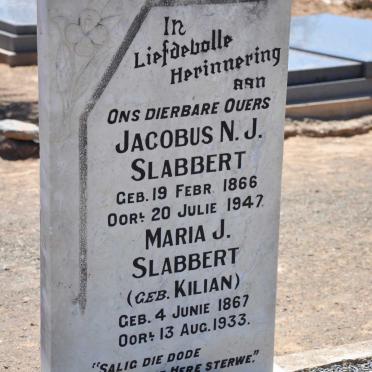 In
Liefdevolle
Herinnering
aan
Ons dierbare Ouers
Jacobus N. J.
Slabbert
Geb. 19 Febr. 1866
Oorl. 20 Julie 1947.
Maria J.
Slabbert
(geb. Kilian)
Geb. 4 Junie 1867
Oorl. 13 Aug. 1933.
"Salig die dode
Here sterwe."